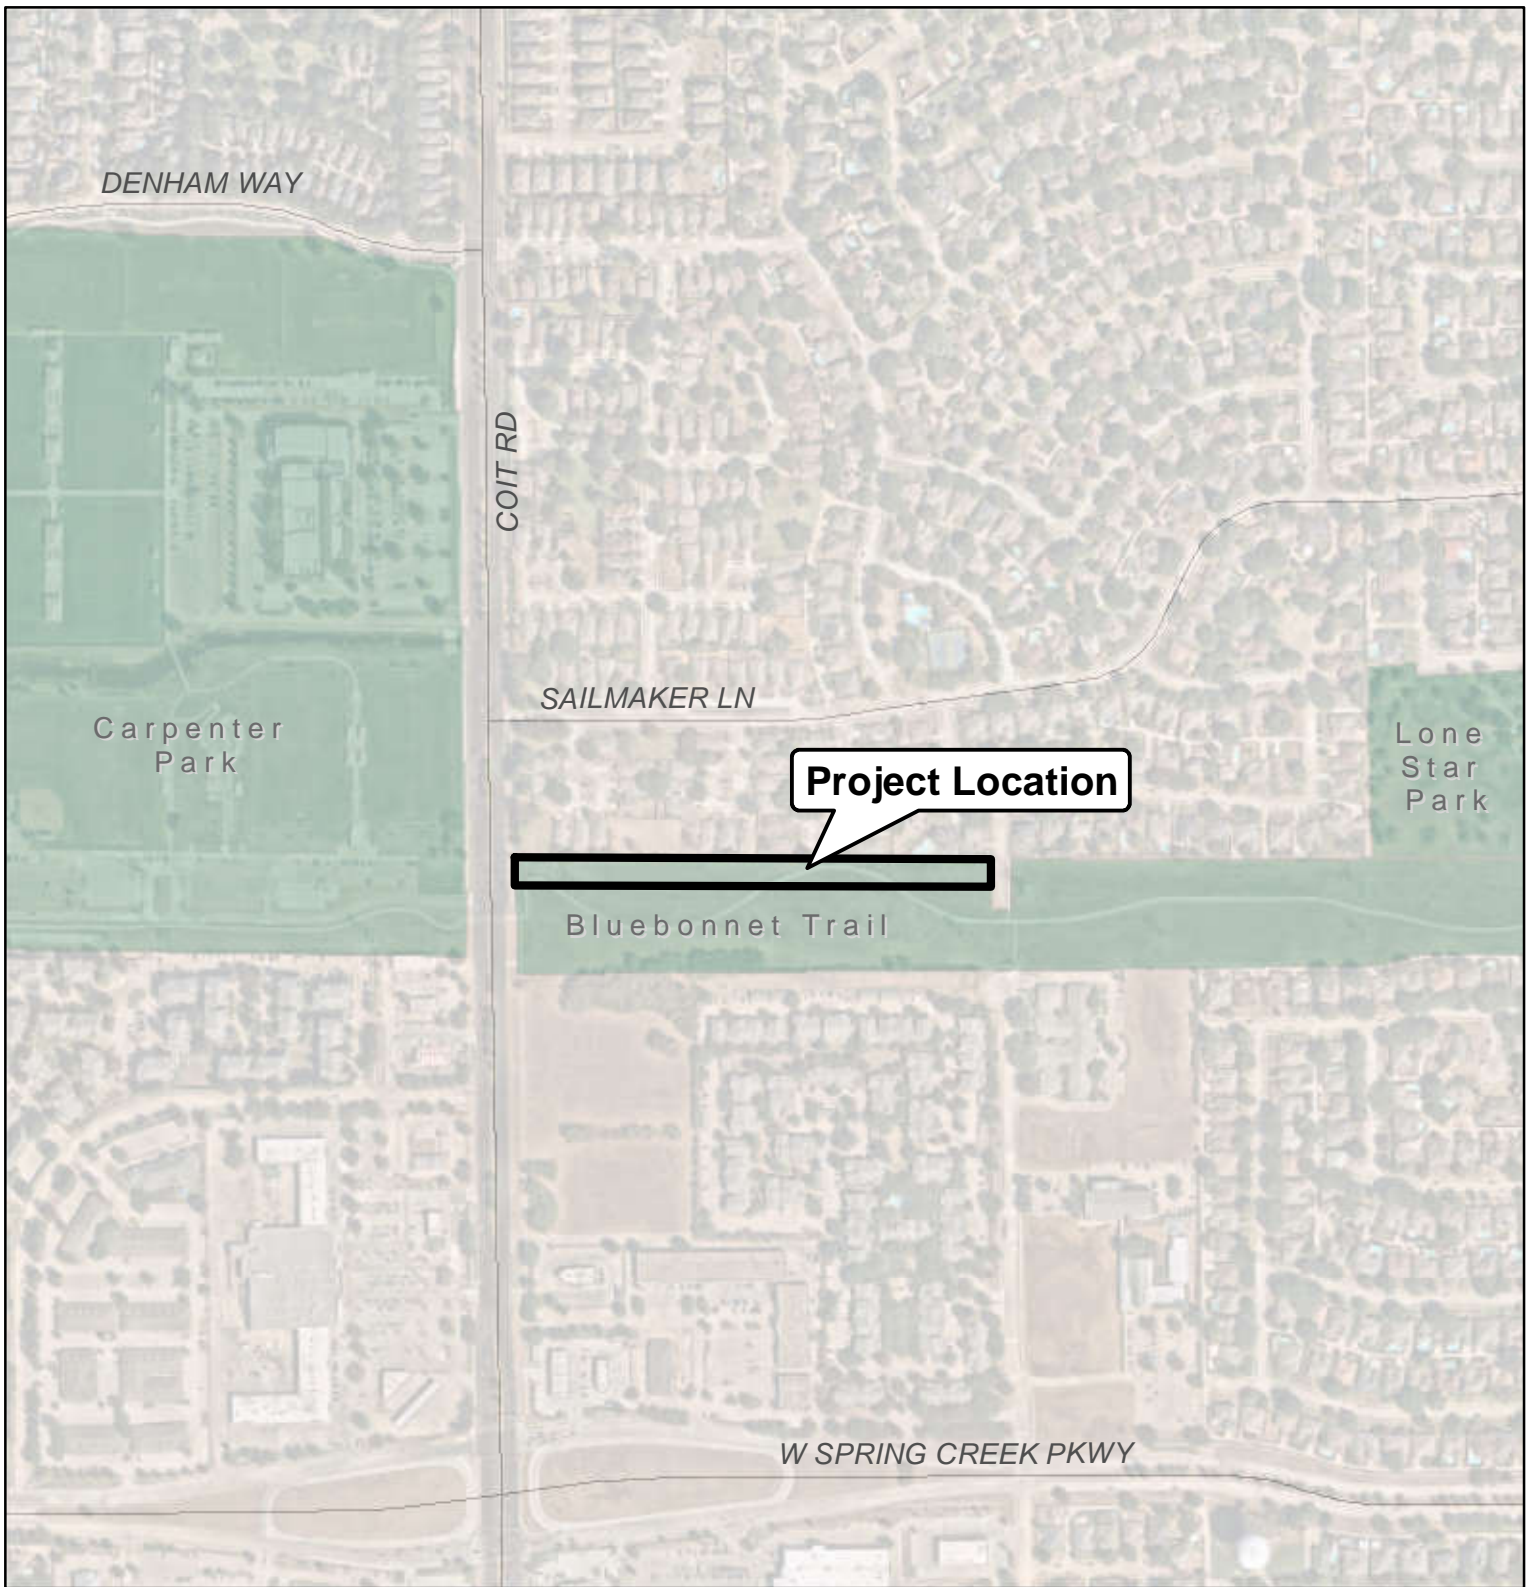 DENHAM WAY
COIT RD
SAILMAKER LN
Carpenter
Park
Lone
Star
Park
Project Location
Bluebonnet Trail
W SPRING CREEK PKWY